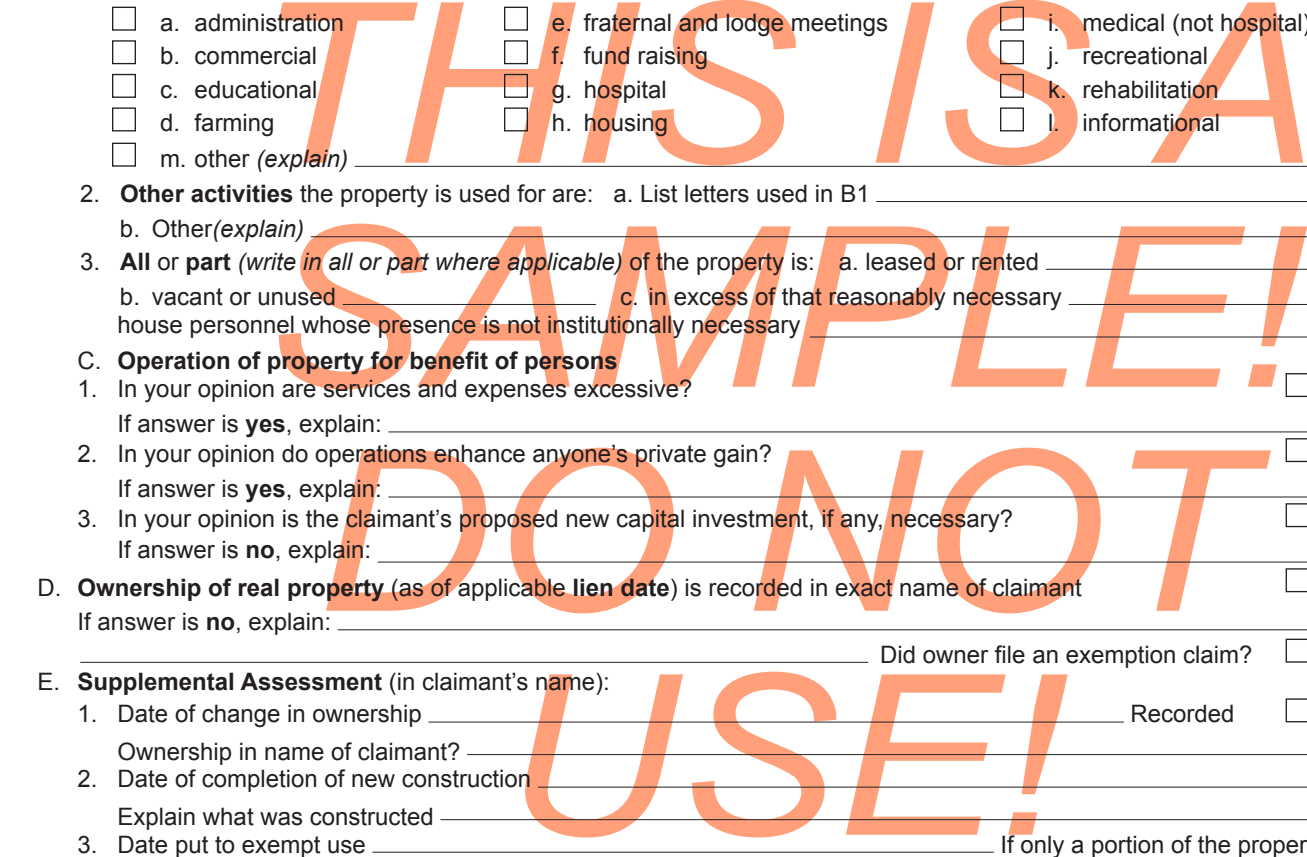 a. administration e. fraternal and lodge meetings i. medical (not hospital)
b. commercial f. fund raising j. recreational
c. educational g. hospital k. rehabilitation
d. farming h. housing l. informational
m. other (explain)
2. Other activities the property is used for are: a. List letters used in B1
b. Other(explain)
3. All or part (write in all or part where applicable) of the property is: a. leased or rented
b. vacant or unused c. in excess of that reasonably necessary
house personnel whose presence is not institutionally necessary
C. Operation of property for benefit of persons
1. In your opinion are services and expenses excessive?
If answer is yes, explain:
2. In your opinion do operations enhance anyone's private gain?
If answer is yes, explain:
3. In your opinion is the claimant's proposed new capital investment, if any, necessary?
If answer is no, explain:
D. Ownership of real property (as of applicable lien date) is recorded in exact name of claimant
If answer is no, explain:
Did owner file an exemption claim?
E. Supplemental Assessment (in claimant's name):
1. Date of change in ownership Recorded
Ownership in name of claimant?
2. Date of completion of new construction
Explain what was constructed
3. Date put to exempt use If only a portion of the proper
THIS IS A
SAMPLE!
DO NOT
USE!